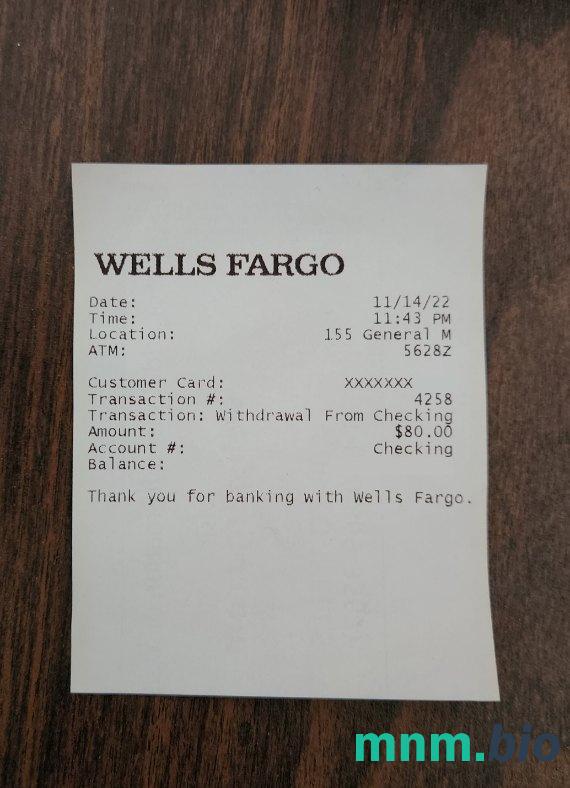 WELLS FARGO
Date: 11/14/22
Time: 11:43 PM
Location: 155 General M
ATM: 5628Z
Customer Card: XXXXXXX
Transaction #: 4258
Transaction: Withdrawal From Checking
Amount: $80.00
Account #: Checking
Balance:
Thank you for banking with Wells Fargo.
mnm.bio